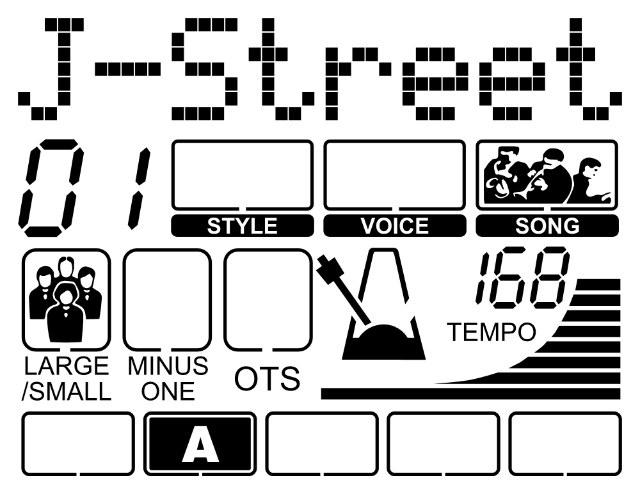 J-Street
01
STYLE VOICE SONG
168
TEMPO
LARGE /SMALL
MINUS ONE
OTS
A